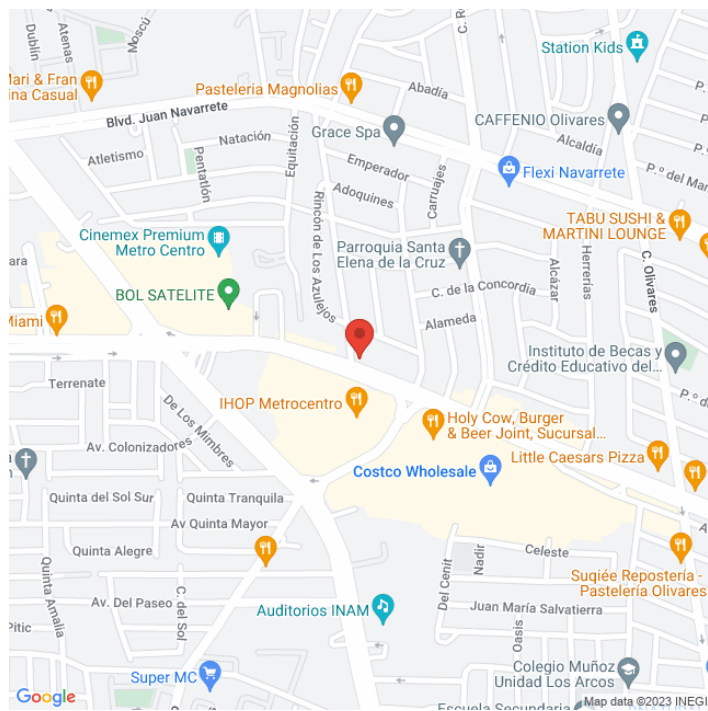 Dublín
Atenas
Moscú
Station Kids
Mari & Fran
ina Casual
Pasteleria Magnolias
Abadía
C. R
Blvd. Juan Navarrete
CAFFENIO Olivares
Natación
Equitación
Grace Spa
Alcaldía
P.
Atletismo
Pentatlón
Emperador
Flexi Navarrete
P.º del Mar
Adoquines
Carruajes
TABU SUSHI &
MARTINI LOUNGE
Cinemex Premium
Metro Centro
Rincón de Los Azulejos
Parroquia Santa
Elena de la Cruz
Herrerías
C. Olivares
ara
BOL SATELITE
C. de la Concordia
Alcázar
Miami
Alameda
Instituto de Becas y
Crédito Educativo del...
Terrenate
IHOP Metrocentro
P.º d
De Los Mimbres
Holy Cow, Burger
& Beer Joint, Sucursal...
Av. Colonizadores
Little Caesars Pizza
Costco Wholesale
Quinta del Sol Sur
Quinta Tranquila
Av Quinta Mayor
Quinta Alegre
Celeste
Nadir
Del Cenit
Suqiée Repostería -
Pastelería Olivares
Quinta Amalia
C. del Sol
Av. Del Paseo
Auditorios INAM
Juan María Salvatierra
Pitic
Oasis
Super MC
Colegio Muñoz
Unidad Los Arcos
Google
Map data ©2023 INEGI
Escuela Secundaria